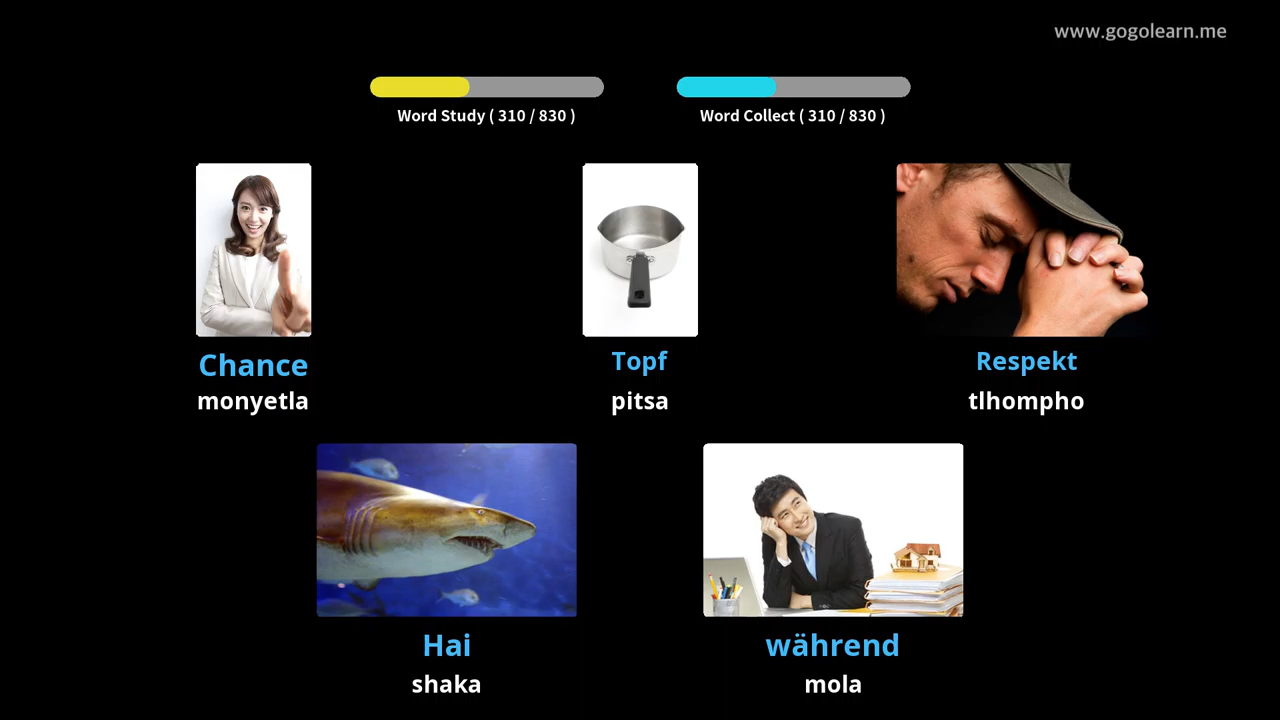 www.gogolearn.me
Word Study ( 310 / 830 )
Word Collect ( 310 / 830 )
Chance
monyetla
Topf
pitsa
Respekt
tlhompho
Hai
shaka
während
mola